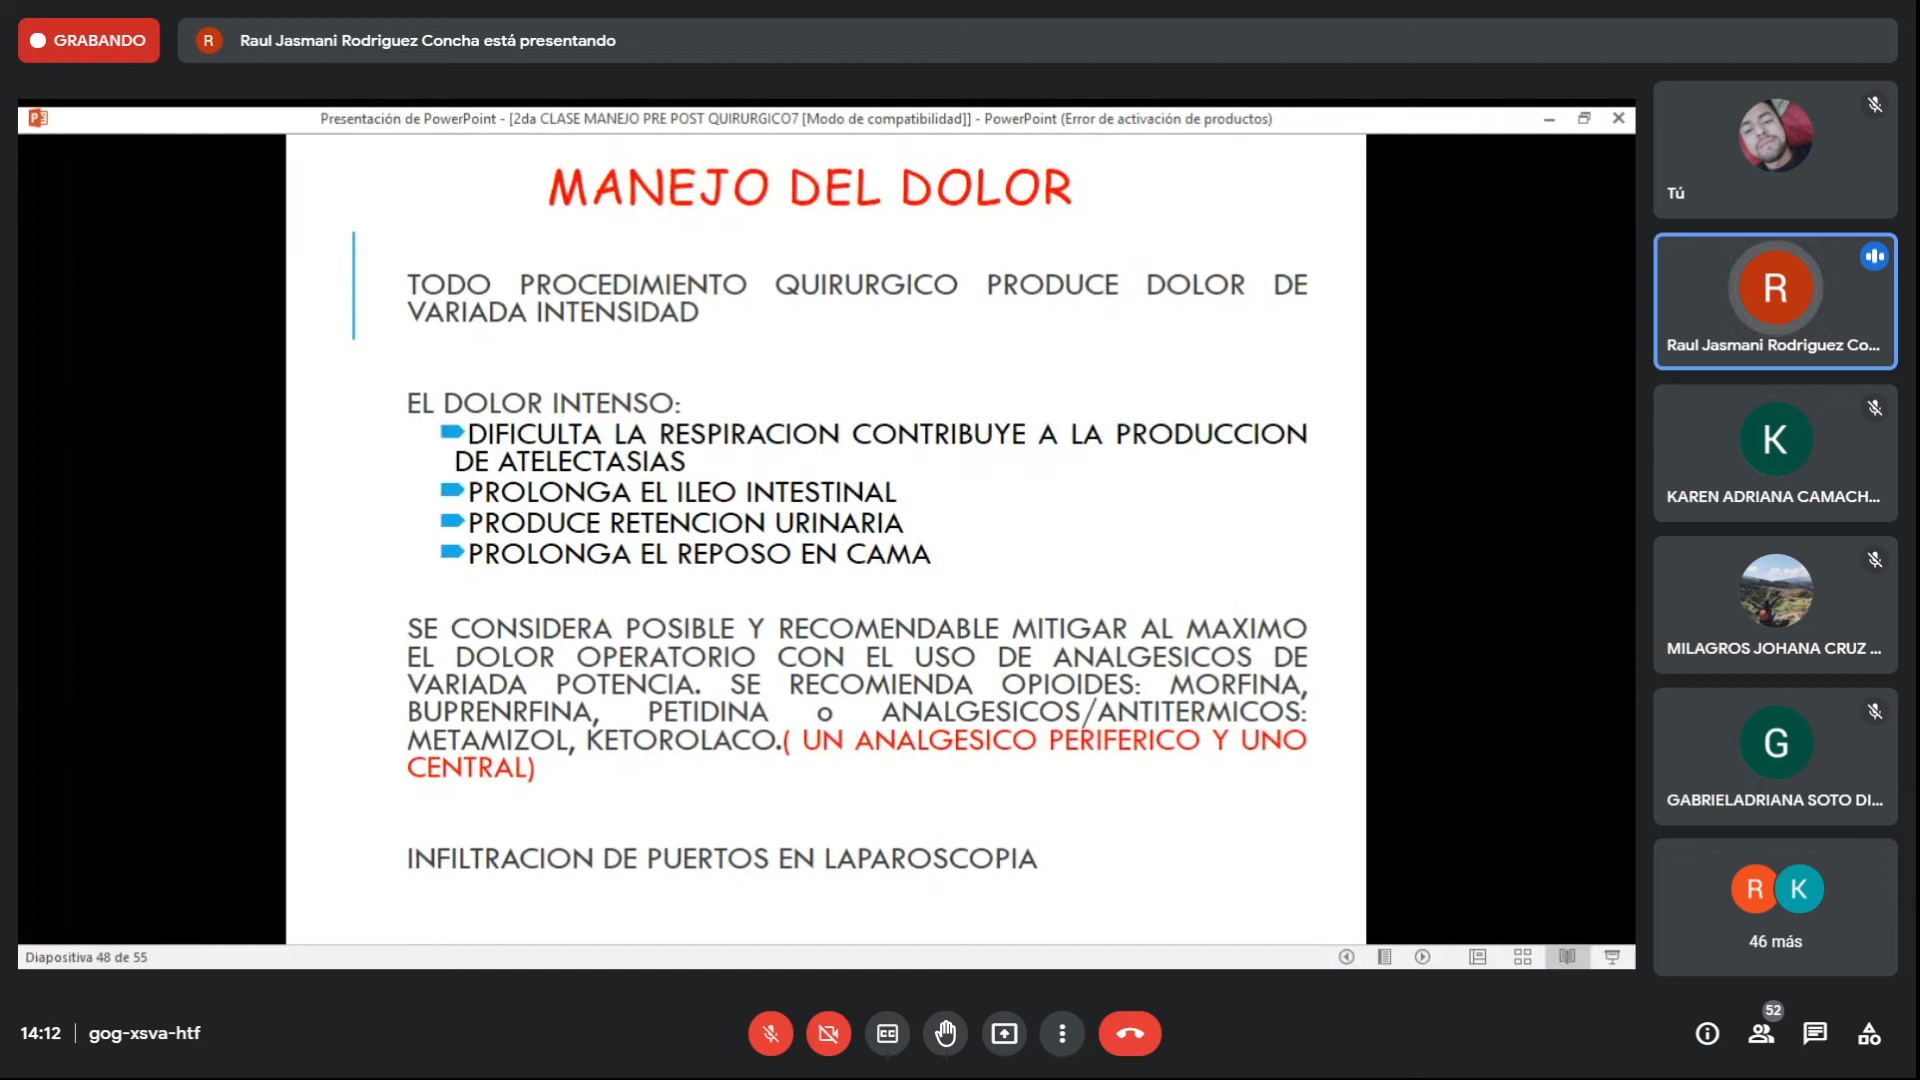 GRABANDO
R
Raul Jasmani Rodriguez Concha está presentando
Presentación de PowerPoint - [2da CLASE MANEJO PRE POST QUIRURGICO7 [Modo de compatibilidad]] - PowerPoint (Error de activación de productos)
MANEJO DEL DOLOR
TODO PROCEDIMIENTO QUIRURGICO PRODUCE DOLOR DE
VARIADA INTENSIDAD
EL DOLOR INTENSO:
DIFICULTA LA RESPIRACION CONTRIBUYE A LA PRODUCCION
DE ATELECTASIAS
PROLONGA EL ILEO INTESTINAL
PRODUCE RETENCION URINARIA
PROLONGA EL REPOSO EN CAMA
SE CONSIDERA POSIBLE Y RECOMENDABLE MITIGAR AL MAXIMO
EL DOLOR OPERATORIO CON EL USO DE ANALGESICOS DE
VARIADA POTENCIA. SE RECOMIENDA OPIOIDES: MORFINA,
BUPRENRFINA, PETIDINA o ANALGESICOS/ANTITERMICOS:
METAMIZOL, KETOROLACO.( UN ANALGESICO PERIFERICO Y UNO
CENTRAL)
INFILTRACION DE PUERTOS EN LAPAROSCOPIA
Diapositiva 48 de 55
Tú
R
Raul Jasmani Rodriguez Co...
K
KAREN ADRIANA CAMACH...
MILAGROS JOHANA CRUZ ...
G
GABRIELADRIANA SOTO DI...
R K
46 más
14:12 | gog-xsva-htf
CC
52